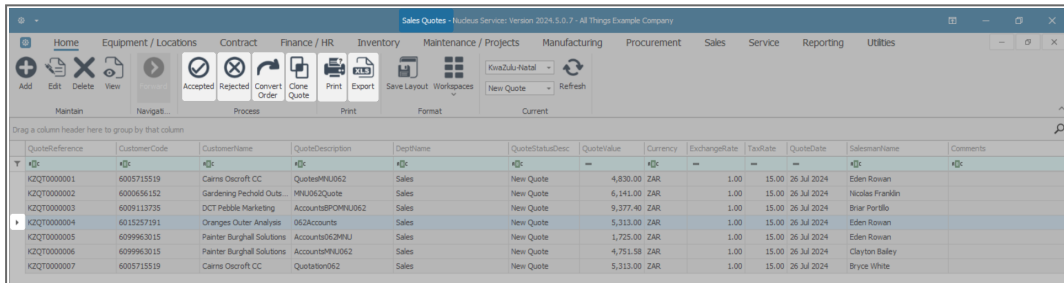 Sales Quotes - Nucleus Service: Version 2024.5.0.7 - All Things Example Company
Home Equipment / Locations Contract Finance / HR Inventory Maintenance / Projects Manufacturing Procurement Sales Service Reporting Utilities
Add Edit Delete View Forward Accepted Rejected Convert Order Clone Quote Print Export Save Layout Workspaces KwaZulu-Natal New Quote Refresh
Maintain Navigati... Process Print Format Current
Drag a column header here to group by that column
QuoteReference CustomerCode CustomerName QuoteDescription DeptName QuoteStatusDesc QuoteValue Currency ExchangeRate TaxRate QuoteDate SalesmanName Comments
KZQT0000001 6005715519 Cairns Oscroft CC QuotesMNU062 Sales New Quote 4,830.00 ZAR 1.00 15.00 26 Jul 2024 Eden Rowan
KZQT0000002 6000656152 Gardening Pechold Outs... MNU062Quote Sales New Quote 6,141.00 ZAR 1.00 15.00 26 Jul 2024 Nicolas Franklin
KZQT0000003 6009113735 DCT Pebble Marketing AccountsBPOMNU062 Sales New Quote 9,377.40 ZAR 1.00 15.00 26 Jul 2024 Briar Portillo
KZQT0000004 6015257191 Oranges Outer Analysis 062Accounts Sales New Quote 5,313.00 ZAR 1.00 15.00 26 Jul 2024 Eden Rowan
KZQT0000005 6099963015 Painter Burghall Solutions Accounts062MNU Sales New Quote 1,725.00 ZAR 1.00 15.00 26 Jul 2024 Eden Rowan
KZQT0000006 6099963015 Painter Burghall Solutions AccountsMNU062 Sales New Quote 4,751.58 ZAR 1.00 15.00 26 Jul 2024 Clayton Bailey
KZQT0000007 6005715519 Cairns Oscroft CC Quotation062 Sales New Quote 5,313.00 ZAR 1.00 15.00 26 Jul 2024 Bryce White